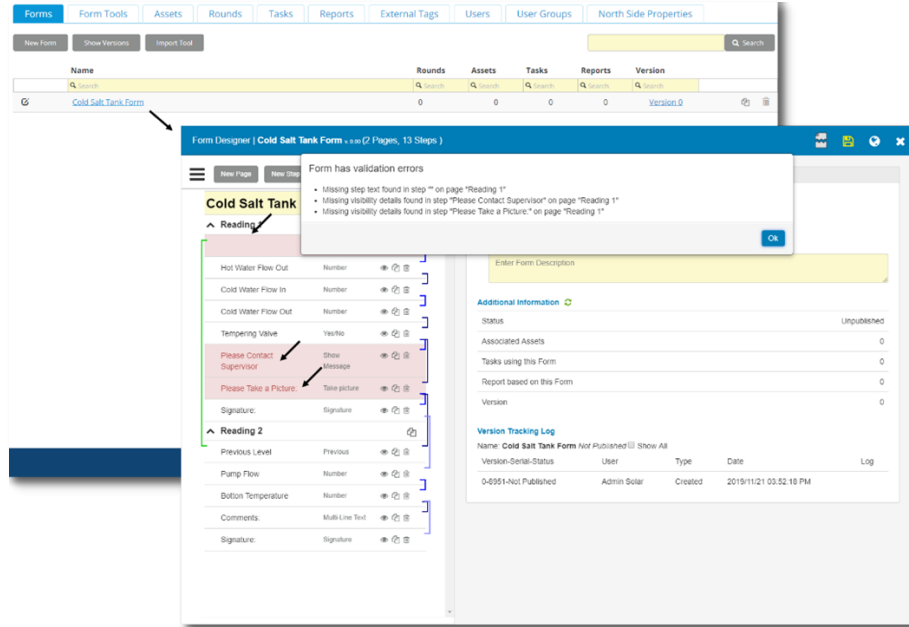 Forms Form Tools Assets Rounds Tasks Reports External Tags Users User Groups North Side Properties
New Form Show Versions Import Tool Search
Name Rounds Assets Tasks Reports Version
Search Search Search Search Search Search
Cold Salt Tank Form 0 0 0 0 Version 0
Form Designer | Cold Salt Tank Form v. 0.00 (2 Pages, 13 Steps )
New Page New Step
Form has validation errors
• Missing step text found in step "" on page "Reading 1"
• Missing visibility details found in step "Please Contact Supervisor" on page "Reading 1"
• Missing visibility details found in step "Please Take a Picture:" on page "Reading 1"
Ok
Cold Salt Tank
Reading 1
Hot Water Flow Out Number
Cold Water Flow In Number
Cold Water Flow Out Number
Tempering Valve Yes/No
Please Contact Supervisor Show Message
Please Take a Picture: Take picture
Signature: Signature
Reading 2
Previous Level Previous
Pump Flow Number
Botton Temperature Number
Comments: Multi-Line Text
Signature: Signature
Enter Form Description
Additional Information
Status Unpublished
Associated Assets 0
Tasks using this Form 0
Report based on this Form 0
Version 0
Version Tracking Log
Name: Cold Salt Tank Form Not Published Show All
Version-Serial-Status User Type Date Log
0-8951-Not Published Admin Solar Created 2019/11/21 03.52.18 PM